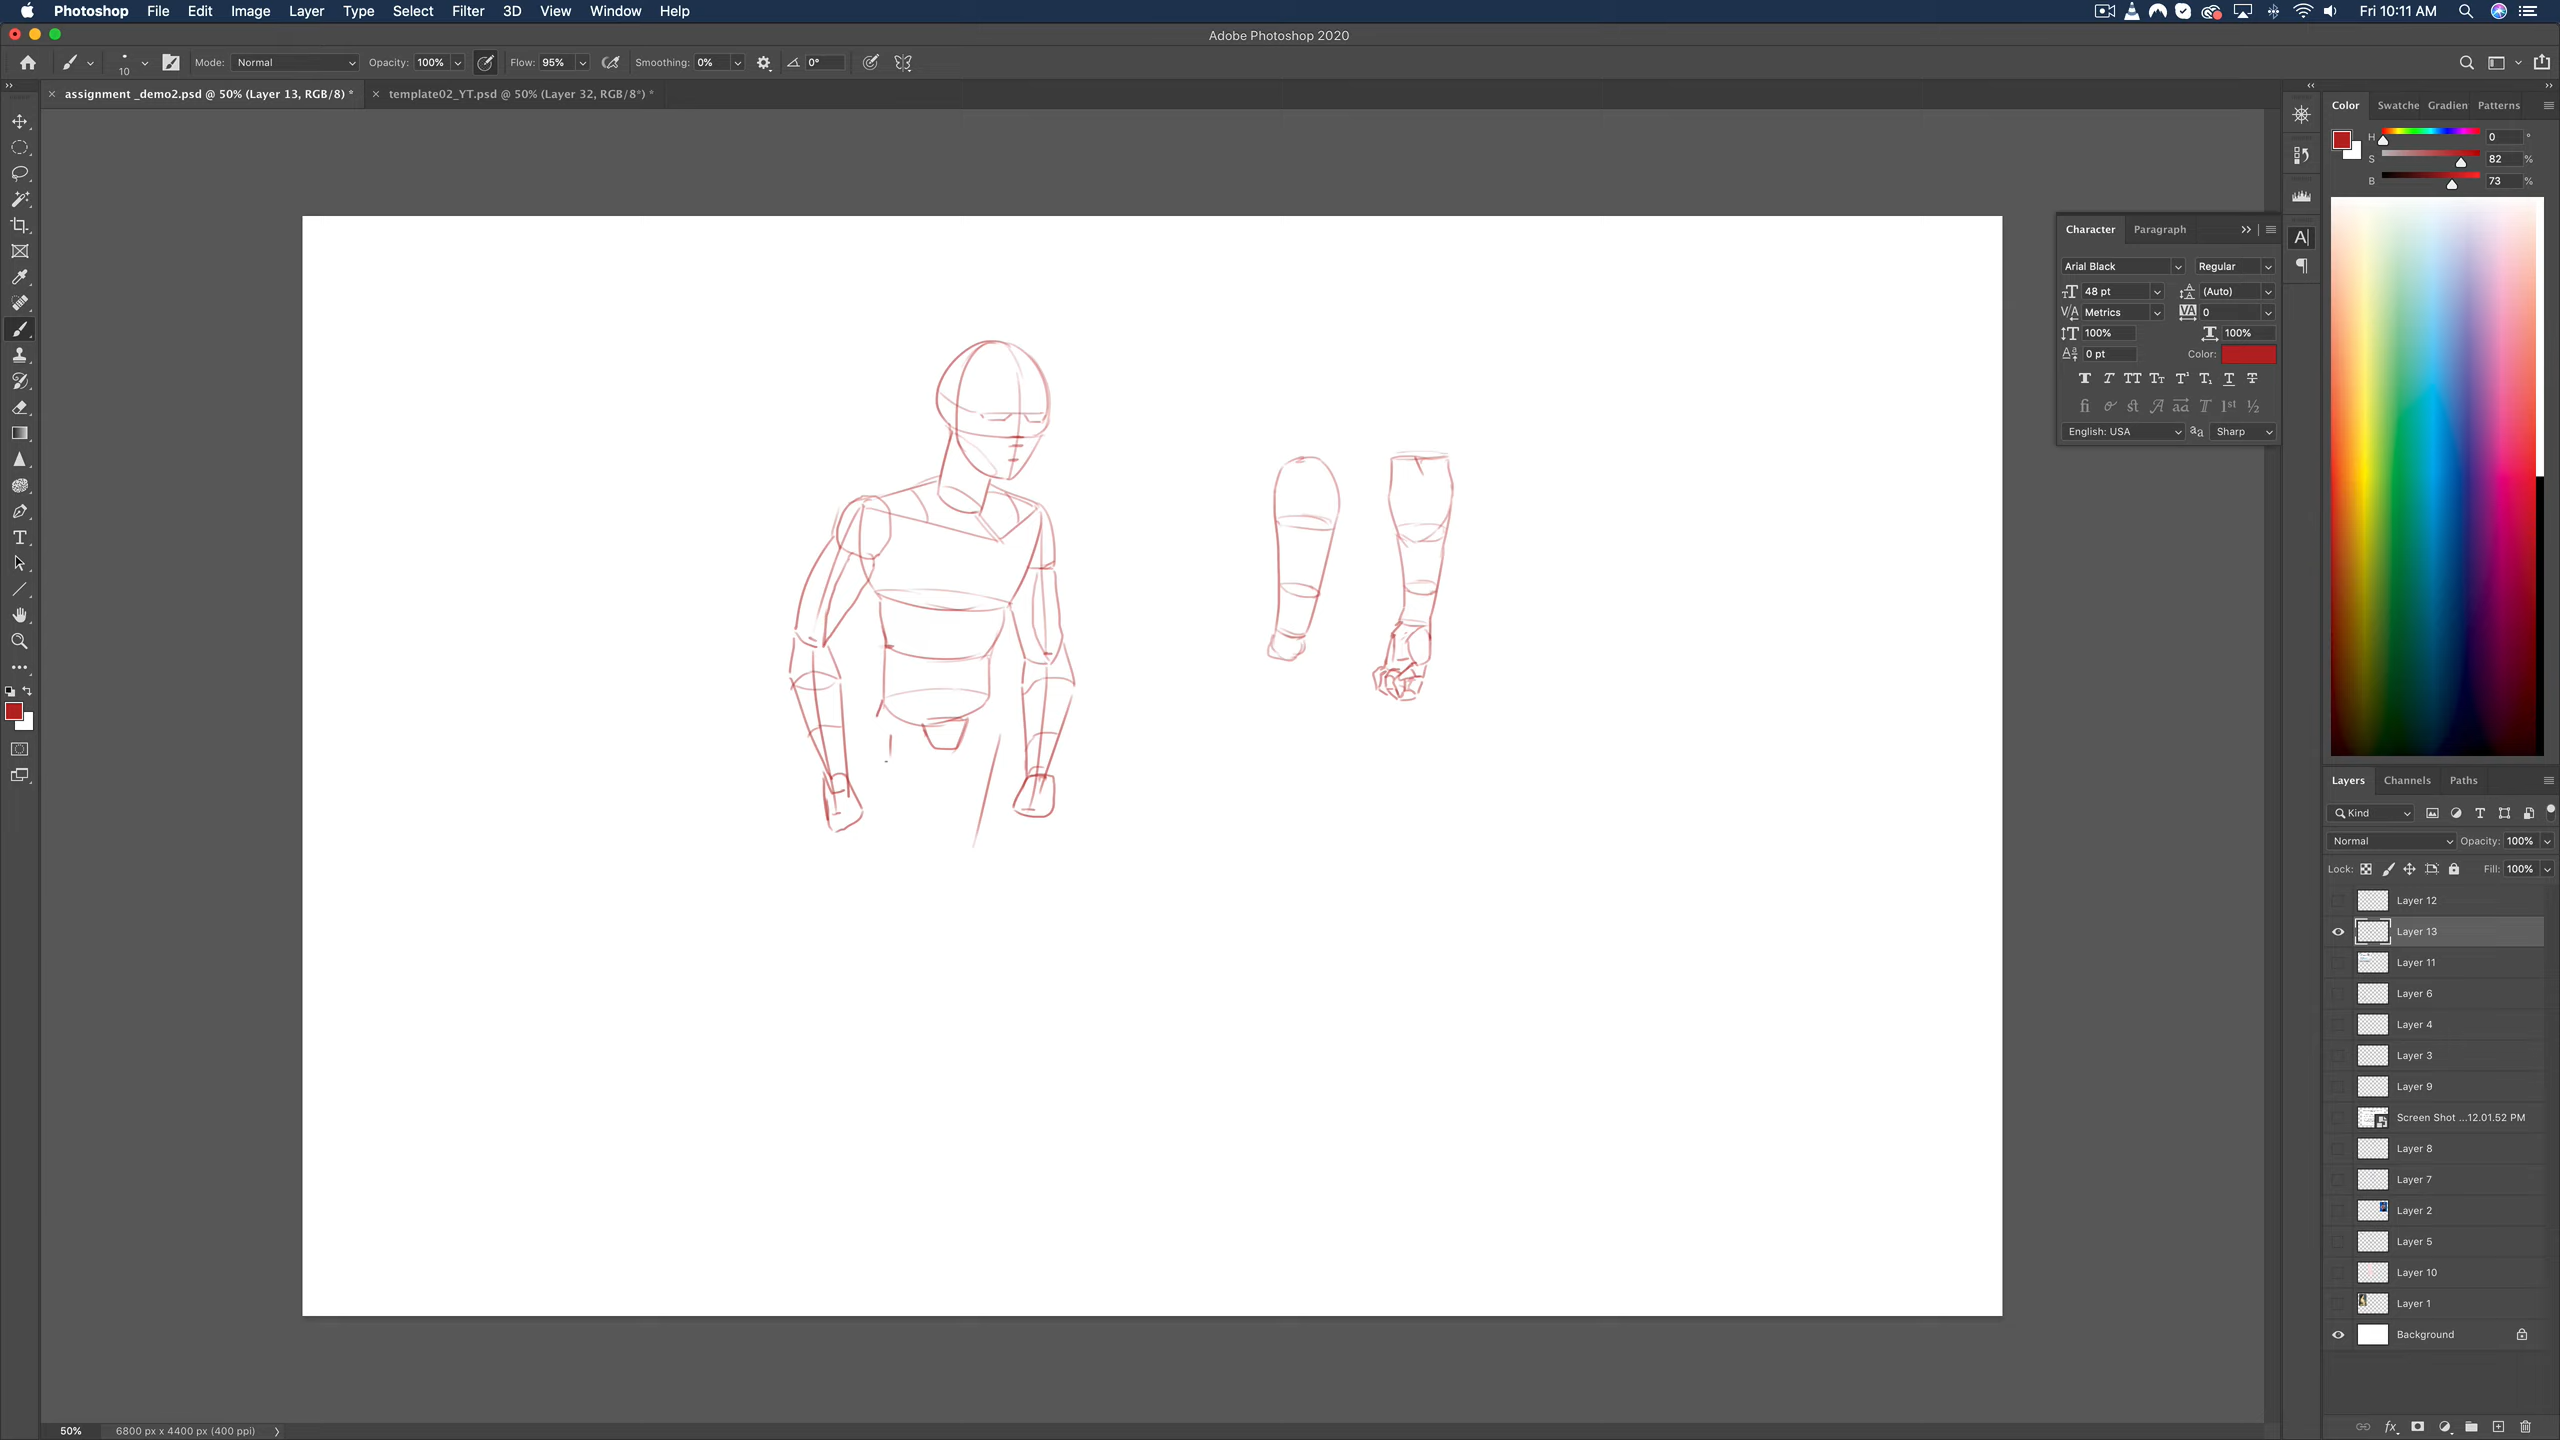 Photoshop File Edit Image Layer Type Select Filter 3D View Window Help Fri 10:11 AM
Adobe Photoshop 2020
10 Mode: Normal Opacity: 100% Flow: 95% Smoothing: 0% 0°
assignment _demo2.psd @ 50% (Layer 13, RGB/8) * template02_YT.psd @ 50% (Layer 32, RGB/8*) *
Color Swatche Gradien Patterns
H 0 °
S 82 %
B 73 %
Character Paragraph
Arial Black Regular
48 pt (Auto)
Metrics 0
100% 100%
0 pt Color:
English: USA Sharp
Layers Channels Paths
Kind
Normal Opacity: 100%
Lock: Fill: 100%
Layer 12
Layer 13
Layer 11
Layer 6
Layer 4
Layer 3
Layer 9
Screen Shot ...12.01.52 PM
Layer 8
Layer 7
Layer 2
Layer 5
Layer 10
Layer 1
Background
50% 6800 px x 4400 px (400 ppi)